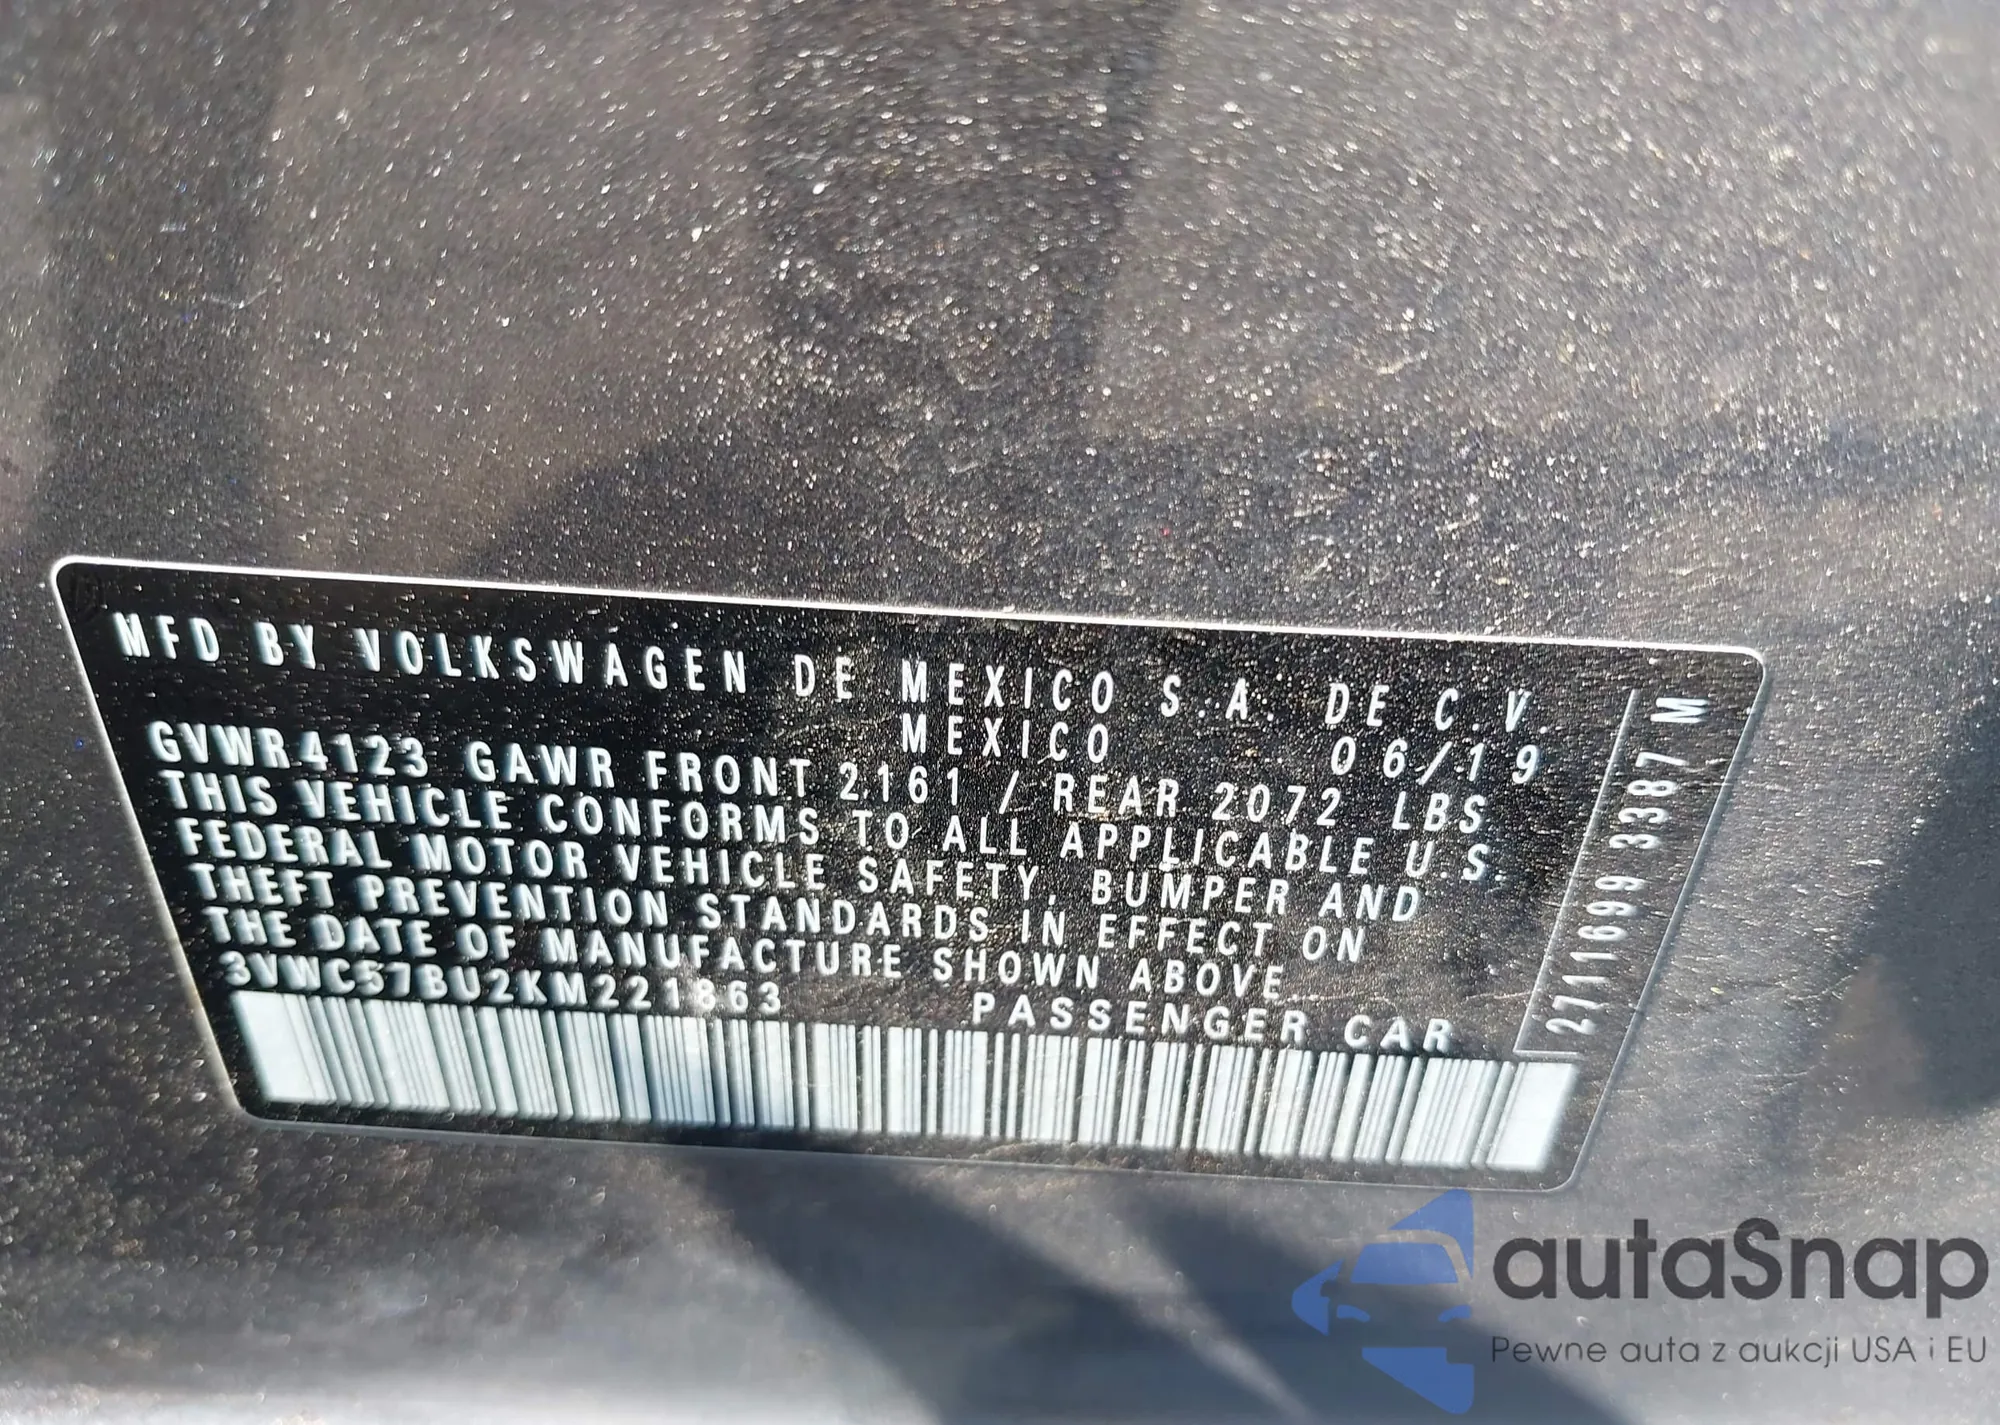 MFD BY VOLKSWAGEN DE MEXICO S.A. DE C.V.
MEXICO 06/19
GVWR 4123 GAWR FRONT 2161 / REAR 2072 LBS
THIS VEHICLE CONFORMS TO ALL APPLICABLE U.S.
FEDERAL MOTOR VEHICLE SAFETY, BUMPER AND
THEFT PREVENTION STANDARDS IN EFFECT ON
THE DATE OF MANUFACTURE SHOWN ABOVE.
3VWC57BU2KM221863 PASSENGER CAR
2711699 3387 M
autaSnap
Pewne auta z aukcji USA i EU